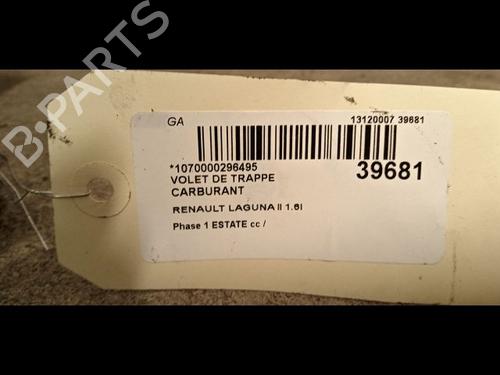 GA
13120007 39681
*1070000296495
39681
VOLET DE TRAPPE
CARBURANT
RENAULT LAGUNA II 1.6I
Phase 1 ESTATE cc /
B-PARTS